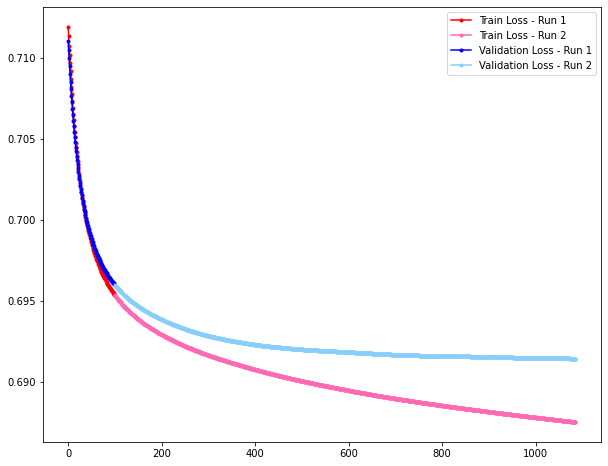 Train Loss - Run 1
Train Loss - Run 2
Validation Loss - Run 1
Validation Loss - Run 2
0.710
0.705
0.700
0.695
0.690
0 200 400 600 800 1000